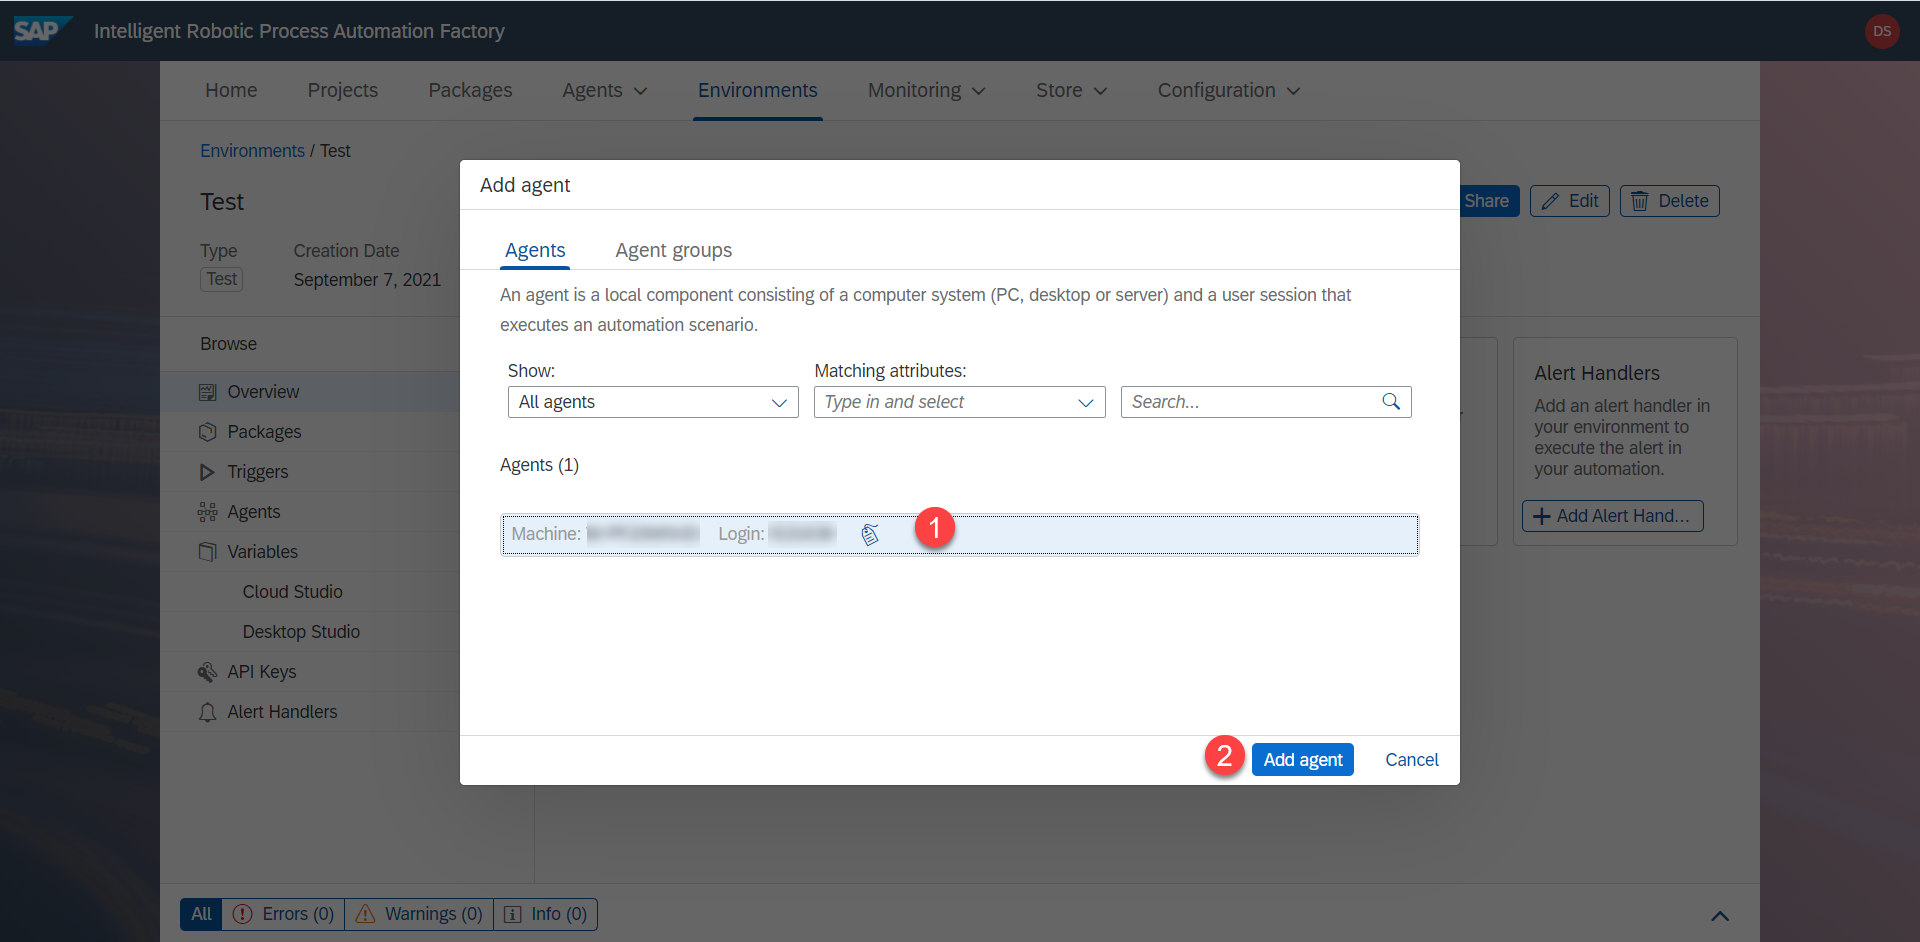 SAP Intelligent Robotic Process Automation Factory DS
Home Projects Packages Agents Environments Monitoring Store Configuration
Environments / Test
Test
Share Edit Delete
Type Creation Date
Test September 7, 2021
Browse
Overview
Packages
Triggers
Agents
Variables
Cloud Studio
Desktop Studio
API Keys
Alert Handlers
Add agent
Agents Agent groups
An agent is a local component consisting of a computer system (PC, desktop or server) and a user session that
executes an automation scenario.
Show: Matching attributes:
All agents Type in and select Search...
Agents (1)
Machine: Login: 1
2 Add agent Cancel
Alert Handlers
Add an alert handler in
your environment to
execute the alert in
your automation.
Add Alert Hand...
All Errors (0) Warnings (0) Info (0)